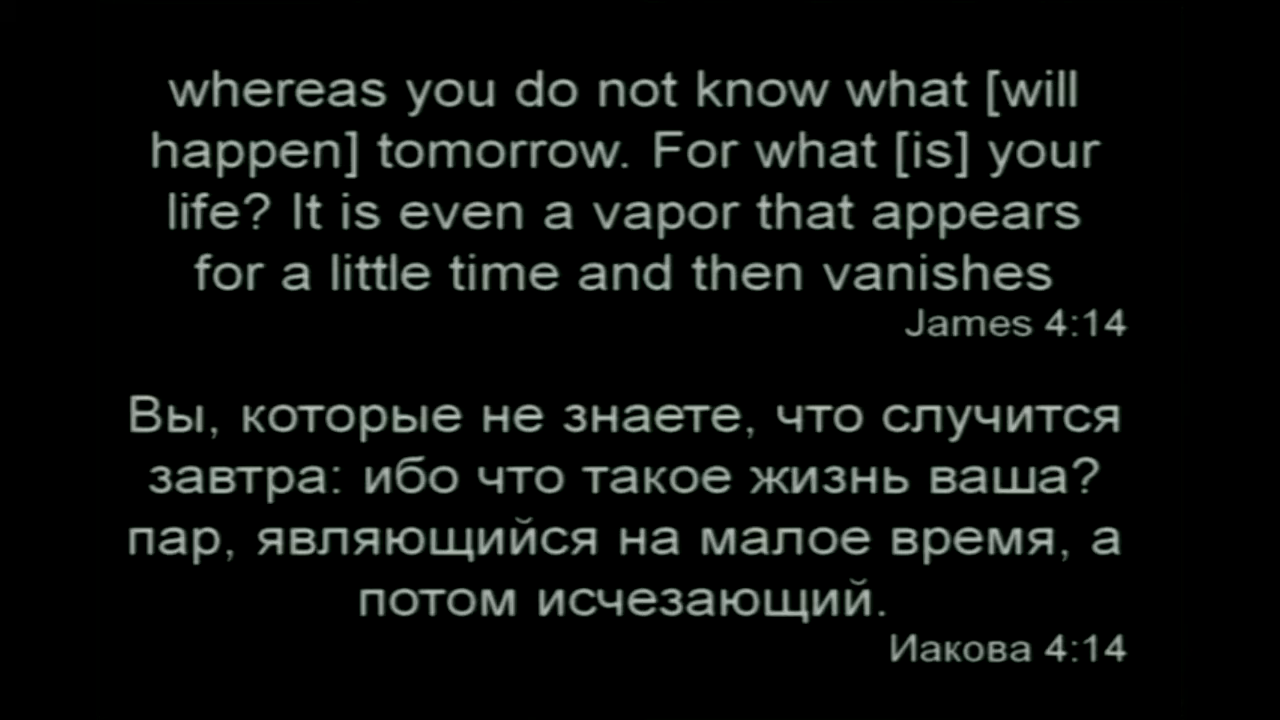 whereas you do not know what [will
happen] tomorrow. For what [is] your
life? It is even a vapor that appears
for a little time and then vanishes
James 4:14
Вы, которые не знаете, что случится
завтра: ибо что такое жизнь ваша?
пар, являющийся на малое время, а
потом исчезающий.
Иакова 4:14